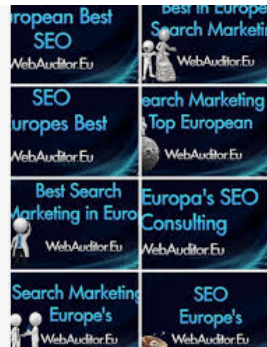 ropean Best
SEO
WebAuditor.Eu
Best in Europe
Search Marketi
WebAuditor.Eu
SEO
uropes Best
WebAuditor.Eu
earch Marketing
Top European
WebAuditor.Eu
Best Search
Marketing in Euro
WebAuditor.Eu
Europa's SEO
Consulting
WebAuditor.Eu
Search Marketing
Europe's
WebAuditor.Eu
SEO
Europe's
WebAuditor.Eu